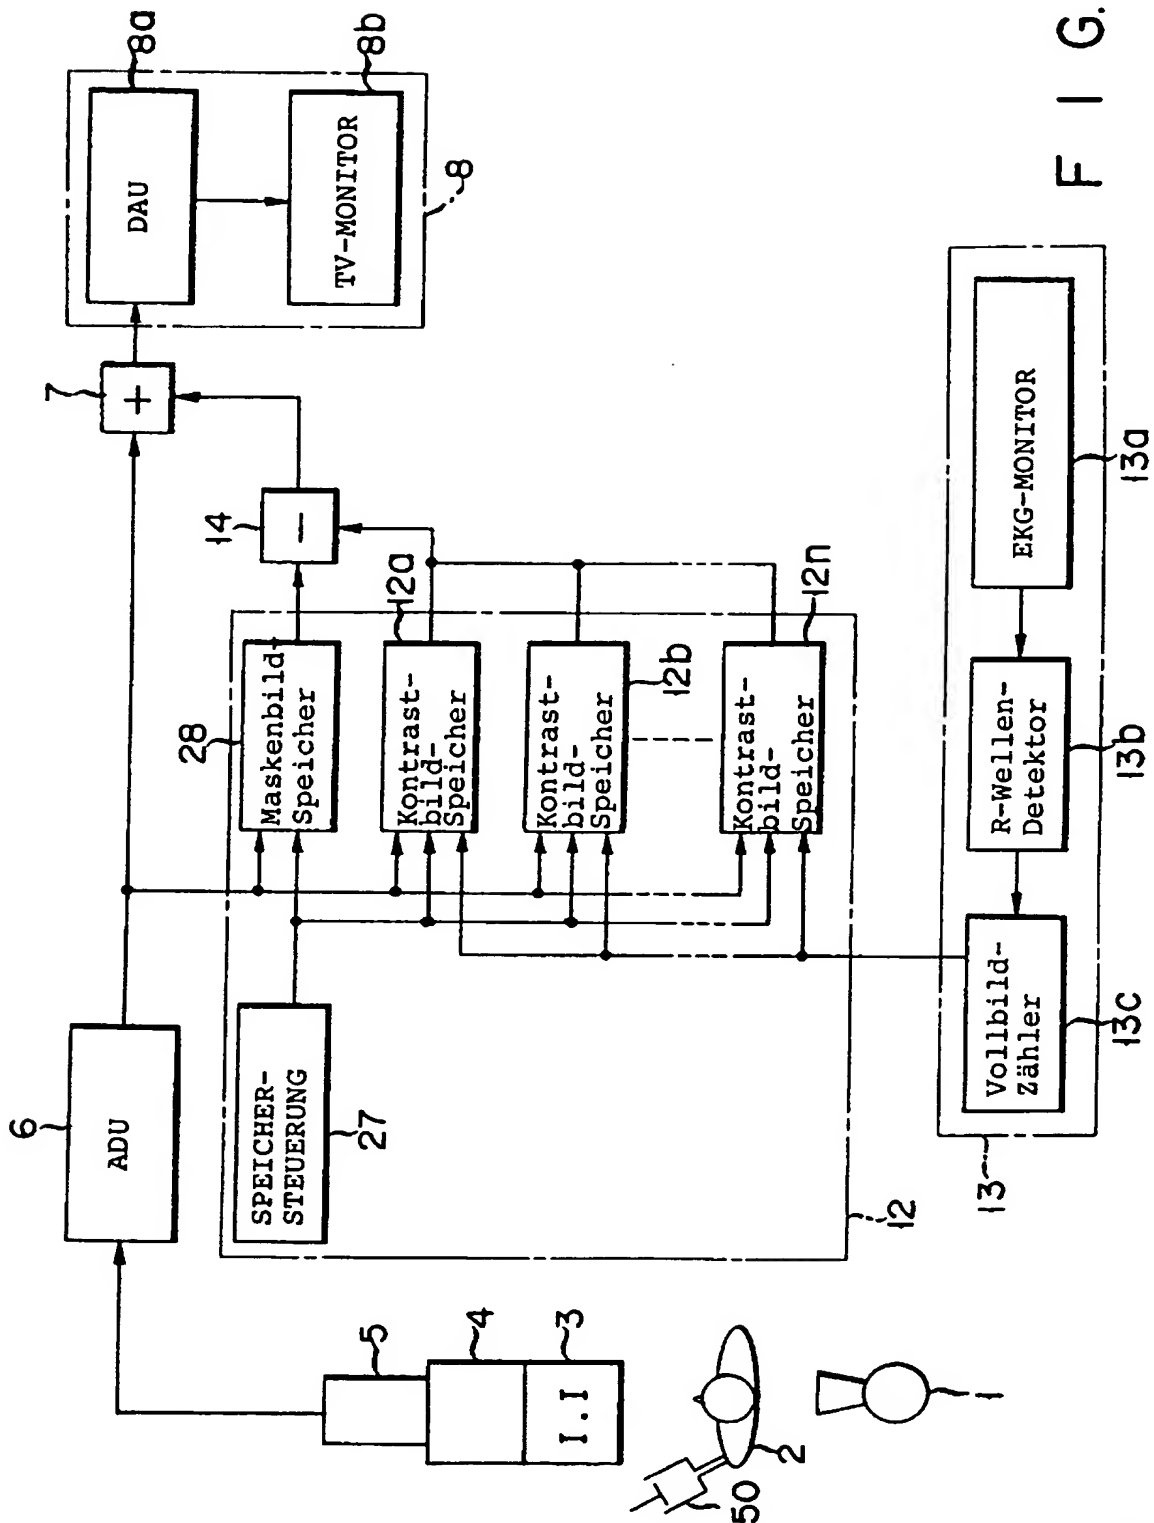 6
ADU
7
+
DAU
8a
TV-MONITOR
8b
8
14
−
SPEICHER-
STEUERUNG
27
28
Maskenbild-
Speicher
12a
Kontrast-
bild-
Speicher
Kontrast-
bild-
Speicher
12b
Kontrast-
bild-
Speicher
12n
12
5
4
3
I.I
2
50
1
Vollbild-
Zähler
13c
R-Wellen-
Detektor
13b
EKG-MONITOR
13a
13
F I G.